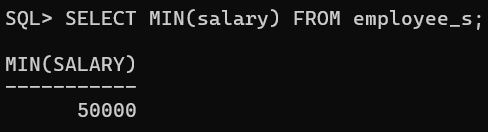 SQL> SELECT MIN(salary) FROM employee_s;
MIN(SALARY)
-----------
50000